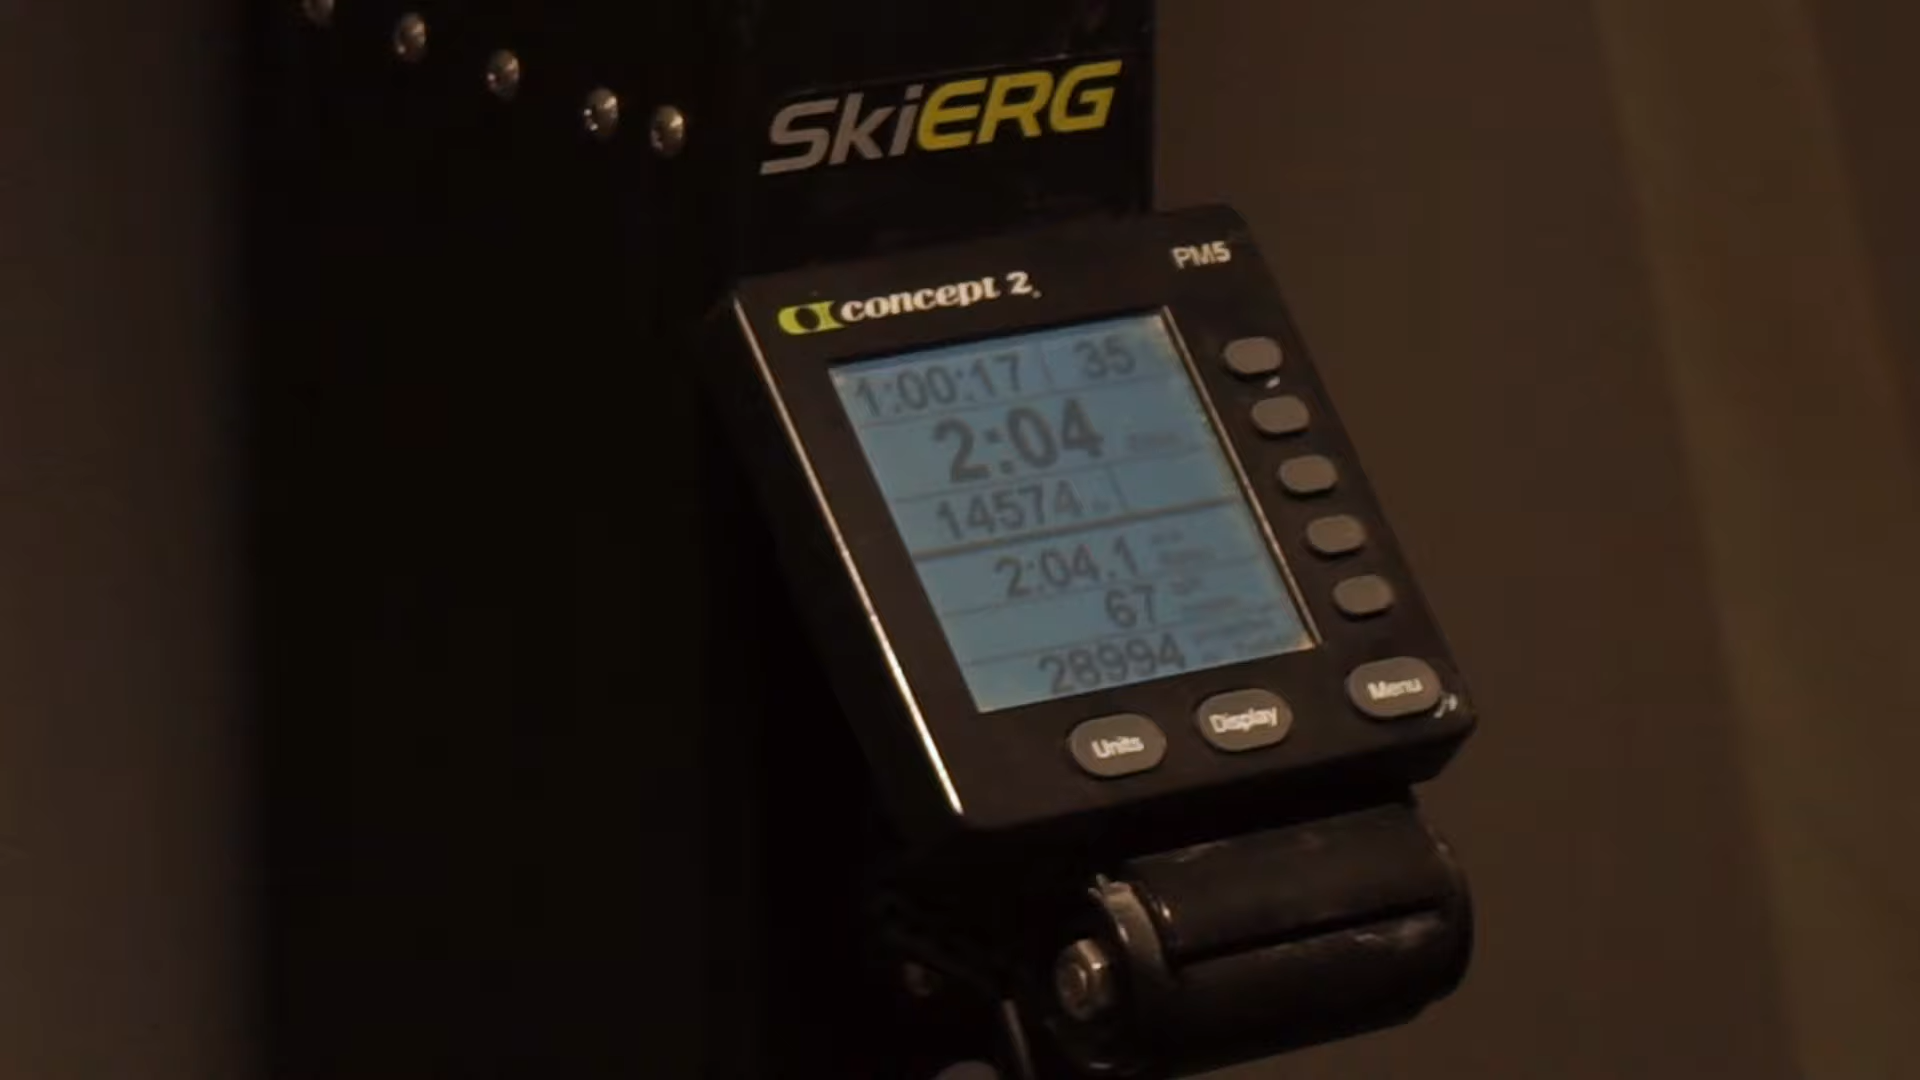 SkiERG
PM5
concept 2
1:00:17 35
2:04
14574
2:04.1
67
28994
Units Display Menu